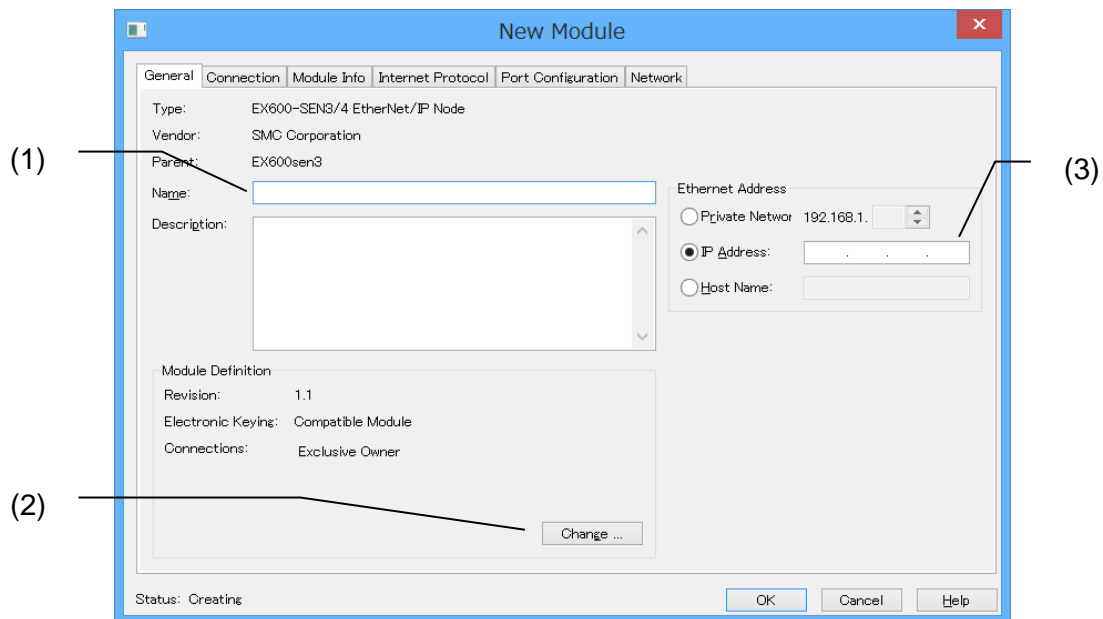 New Module
x
General Connection Module Info Internet Protocol Port Configuration Network
Type: EX600-SEN3/4 EtherNet/IP Node
Vendor: SMC Corporation
(1)
Parent: EX600sen3
(3)
Name:
Description:
Ethernet Address
Private Networ 192.168.1.
IP Address: . . .
Host Name:
Module Definition
Revision: 1.1
Electronic Keying: Compatible Module
Connections: Exclusive Owner
(2)
Change ...
Status: Creating
OK Cancel Help